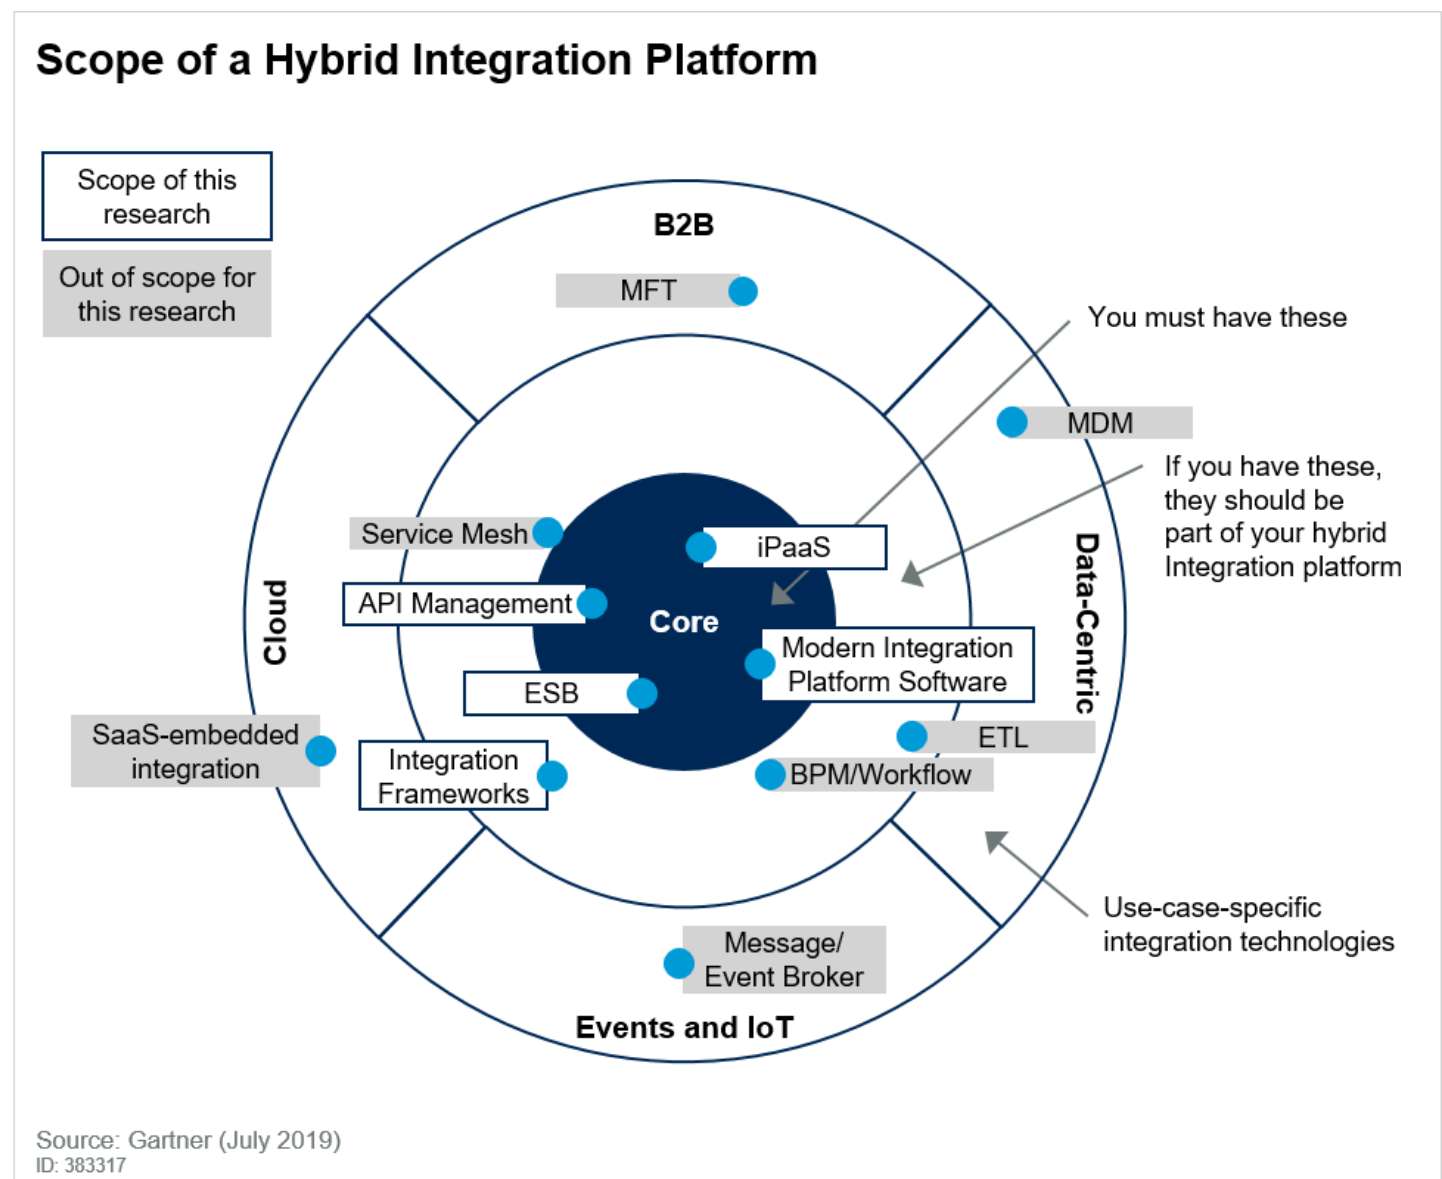 Scope of a Hybrid Integration Platform
Scope of this
research
Out of scope for
this research
B2B
MFT
You must have these
MDM
If you have these,
they should be
part of your hybrid
Integration platform
Service Mesh
iPaaS
API Management
Core
Cloud
Data-Centric
Modern Integration
Platform Software
ESB
SaaS-embedded
integration
Integration
Frameworks
ETL
BPM/Workflow
Use-case-specific
integration technologies
Message/
Event Broker
Events and IoT
Source: Gartner (July 2019)
ID: 383317